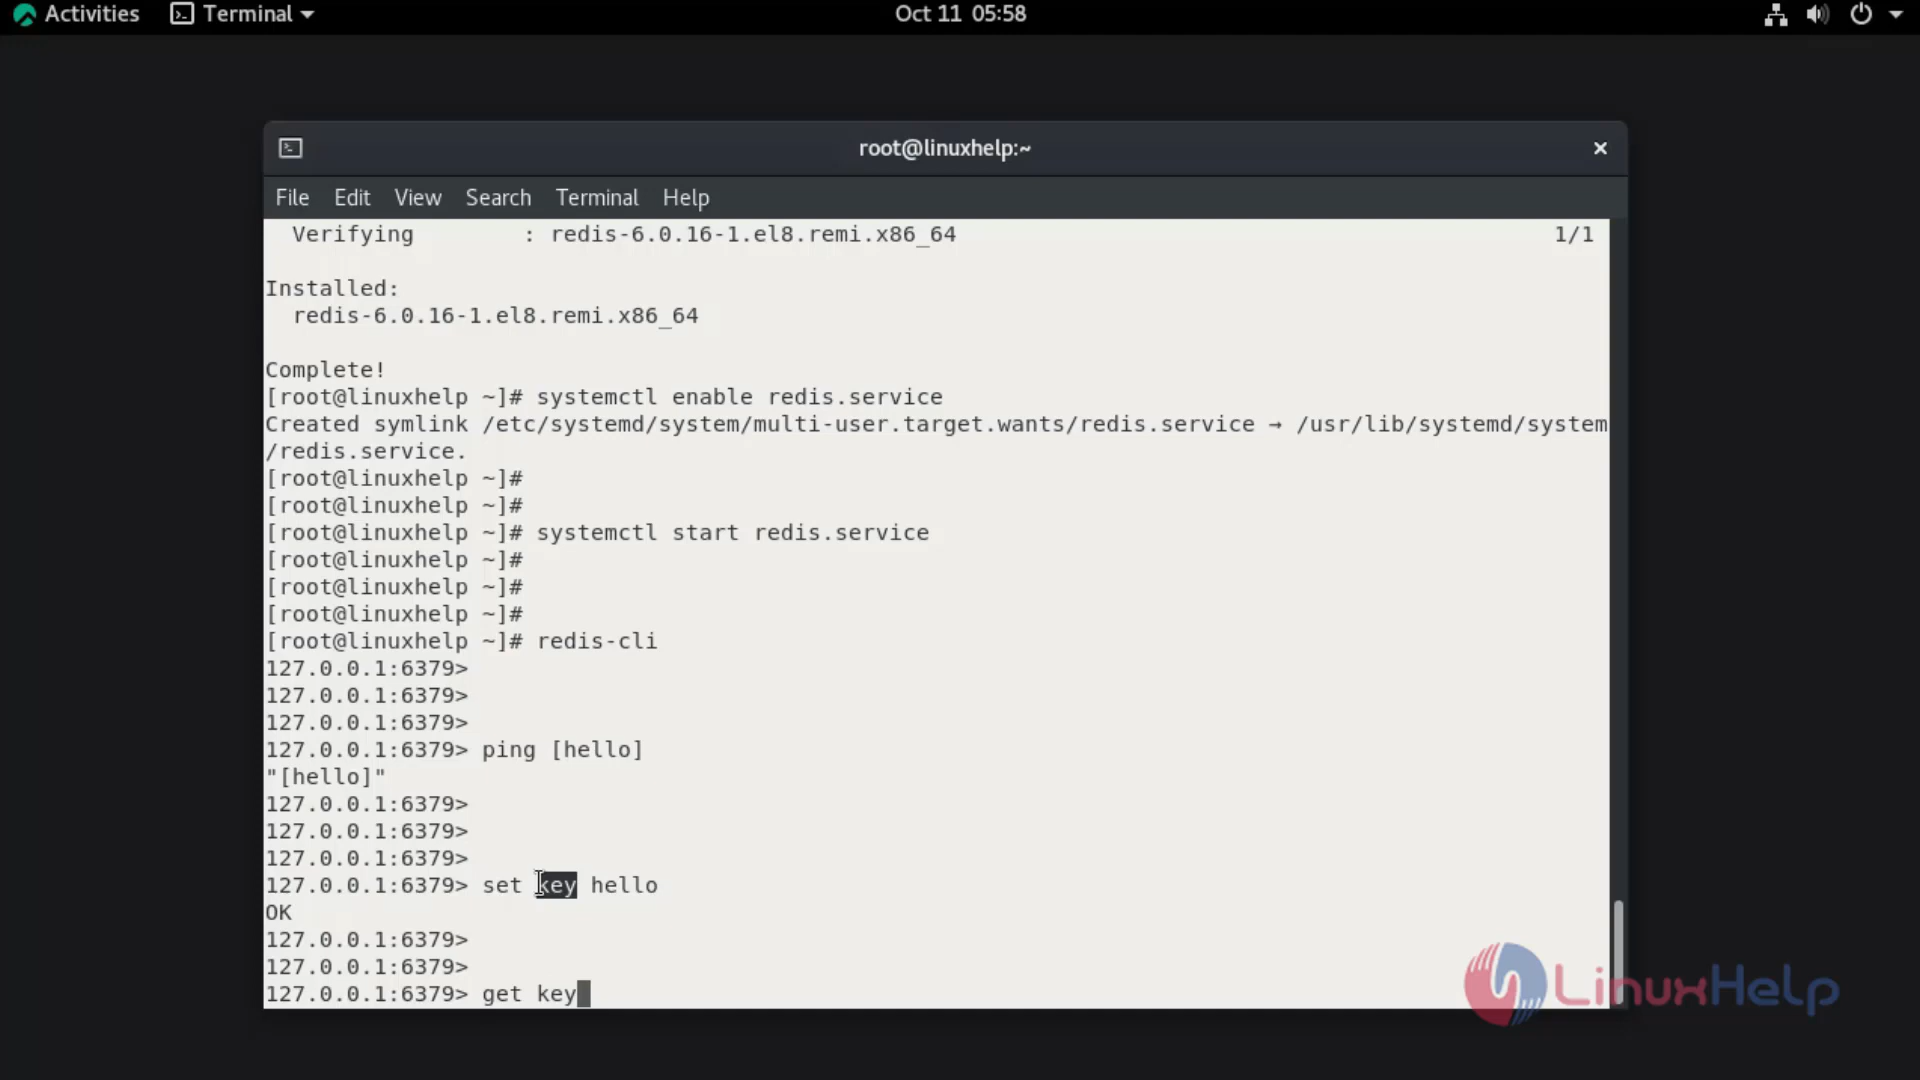 Activities Terminal Oct 11 05:58
root@linuxhelp:~ ×
File Edit View Search Terminal Help
Verifying : redis-6.0.16-1.el8.remi.x86_64 1/1
Installed:
redis-6.0.16-1.el8.remi.x86_64
Complete!
[root@linuxhelp ~]# systemctl enable redis.service
Created symlink /etc/systemd/system/multi-user.target.wants/redis.service → /usr/lib/systemd/system
/redis.service.
[root@linuxhelp ~]#
[root@linuxhelp ~]#
[root@linuxhelp ~]# systemctl start redis.service
[root@linuxhelp ~]#
[root@linuxhelp ~]#
[root@linuxhelp ~]#
[root@linuxhelp ~]# redis-cli
127.0.0.1:6379>
127.0.0.1:6379>
127.0.0.1:6379>
127.0.0.1:6379> ping [hello]
"[hello]"
127.0.0.1:6379>
127.0.0.1:6379>
127.0.0.1:6379>
127.0.0.1:6379> set key hello
OK
127.0.0.1:6379>
127.0.0.1:6379>
127.0.0.1:6379> get key
LinuxHelp